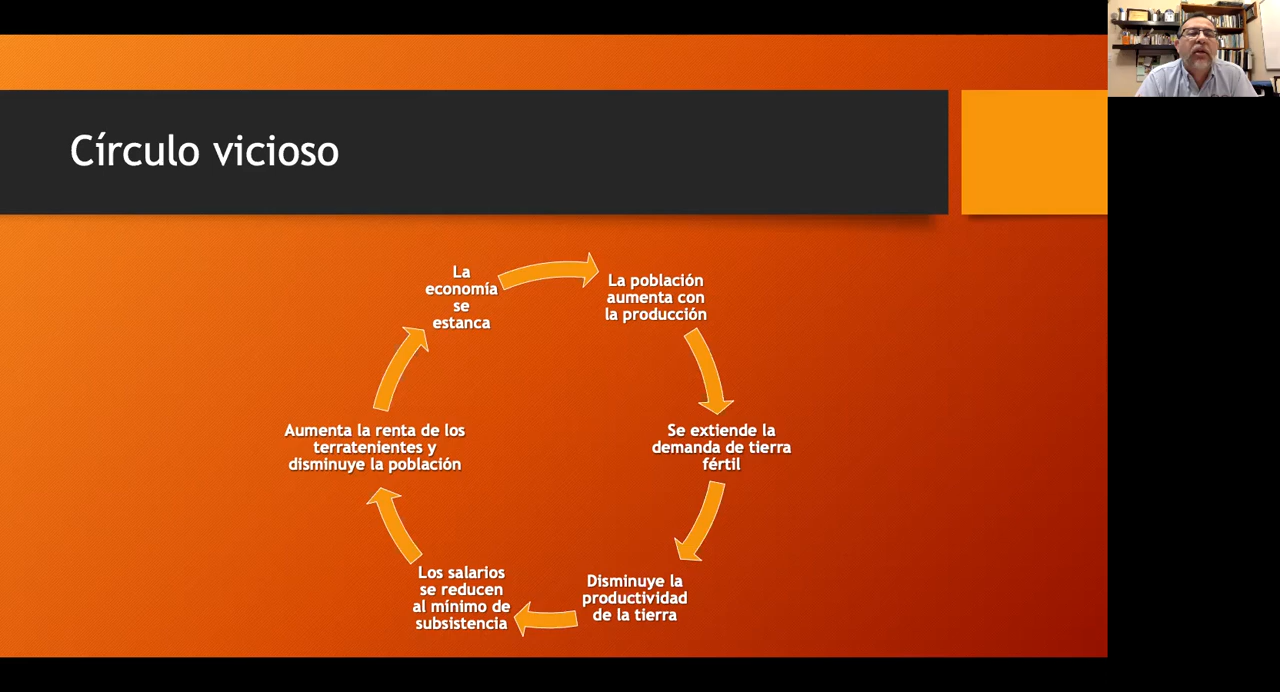 Círculo vicioso
La
economía
se
estanca
La población
aumenta con
la producción
Se extiende la
demanda de tierra
fértil
Disminuye la
productividad
de la tierra
Los salarios
se reducen
al mínimo de
subsistencia
Aumenta la renta de los
terratenientes y
disminuye la población